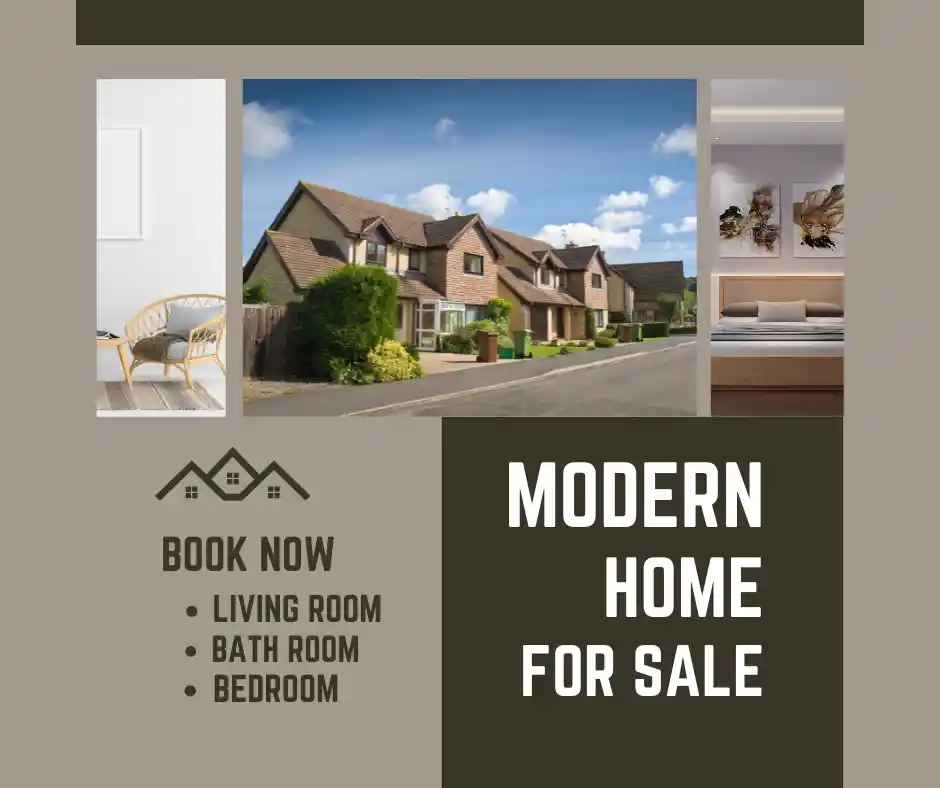 BOOK NOW
• LIVING ROOM
• BATH ROOM
• BEDROOM
MODERN
HOME
FOR SALE